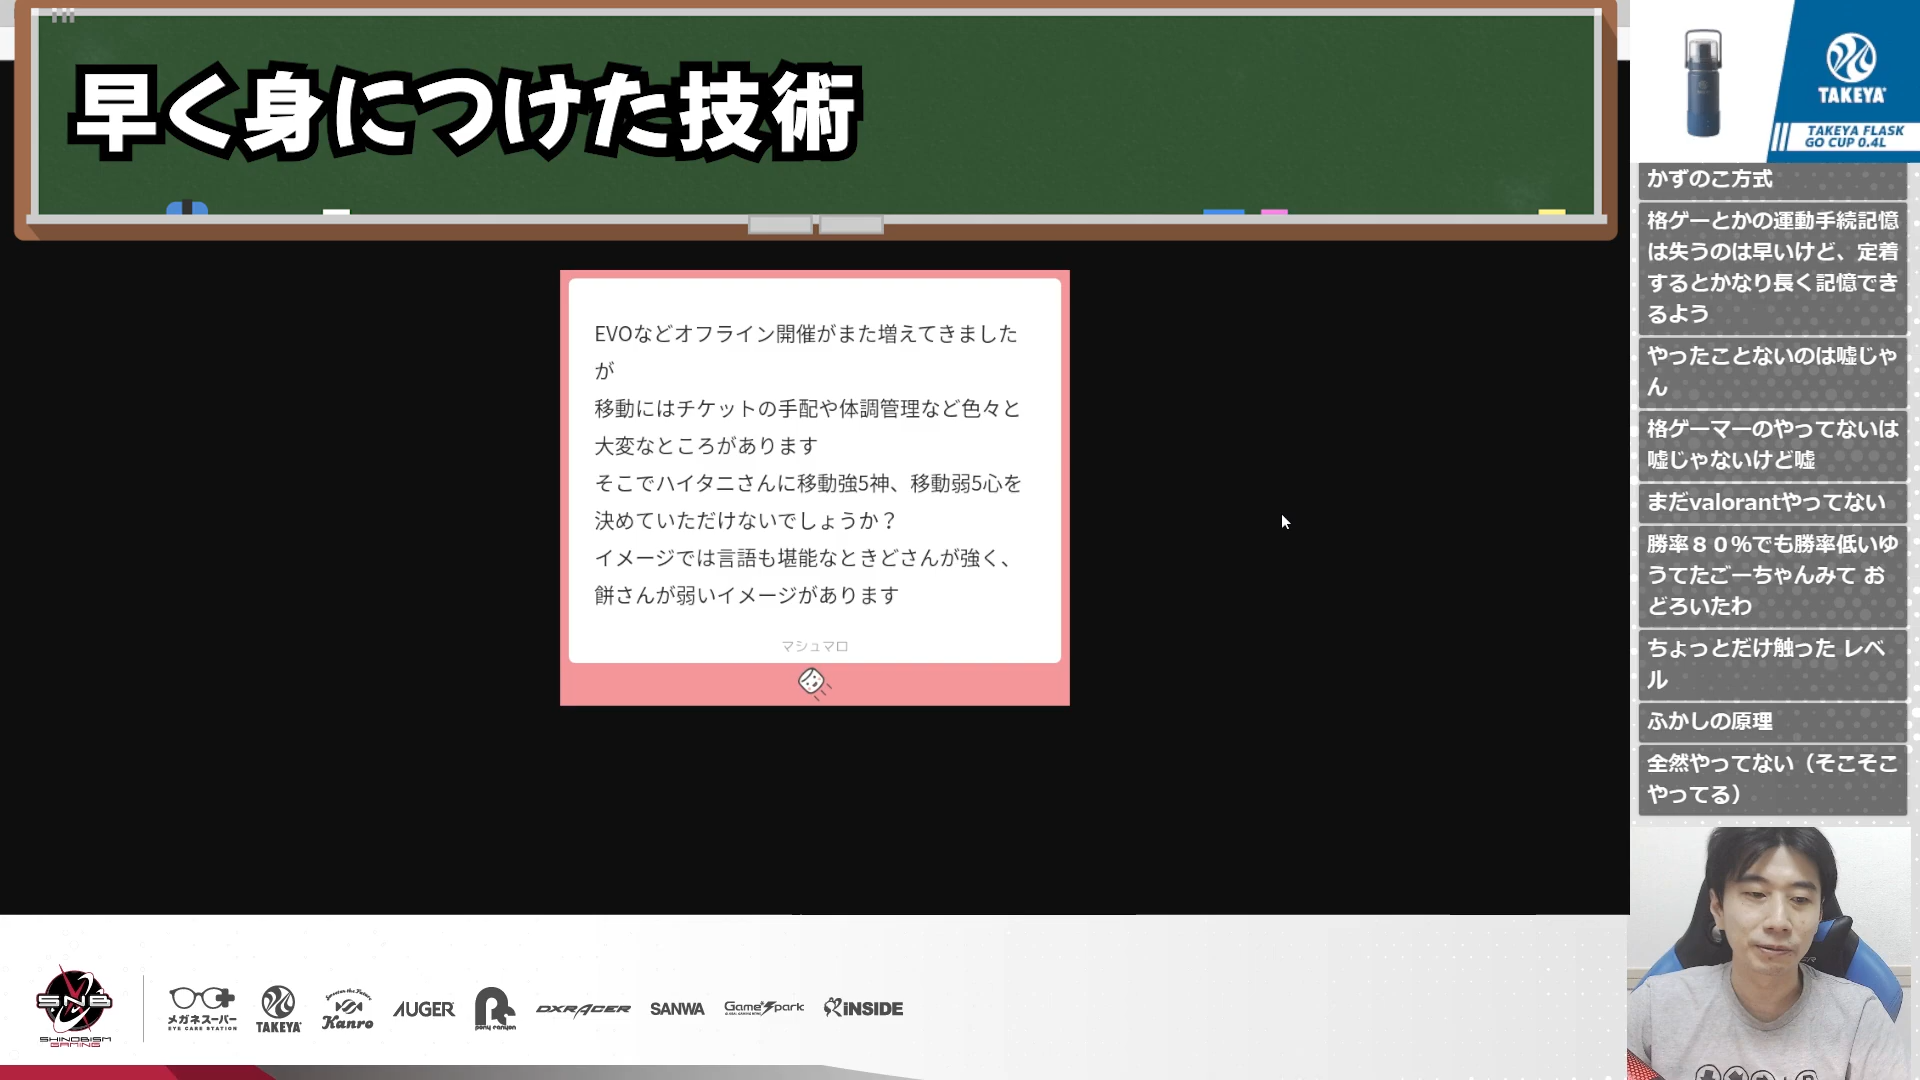 早く身につけた技術
EVOなどオフライン開催がまた増えてきました
が
移動にはチケットの手配や体調管理など色々と
大変なところがあります
そこでハイタニさんに移動強5神、移動弱5心を
決めていただけないでしょうか？
イメージでは言語も堪能なときどさんが強く、
餅さんが弱いイメージがあります
マシュマロ
TAKEYA
TAKEYA FLASK
GO CUP 0.4L
かずのこ方式
格ゲーとかの運動手続記憶
は失うのは早いけど、定着
するとかなり長く記憶でき
るよう
やったことないのは嘘じゃ
ん
格ゲーマーのやってないは
嘘じゃないけど嘘
まだvalorantやってない
勝率８０％でも勝率低いゆ
うてたごーちゃんみて お
どろいたわ
ちょっとだけ触った レベ
ル
ふかしの原理
全然やってない（そこそこ
やってる）
SNB
SHINOBISM
GAMING
メガネスーパー
EYE CARE STATION
TAKEYA
Kanro
AUGER
pony canyon
DXRACER
SANWA
Game*Spark
iNSIDE